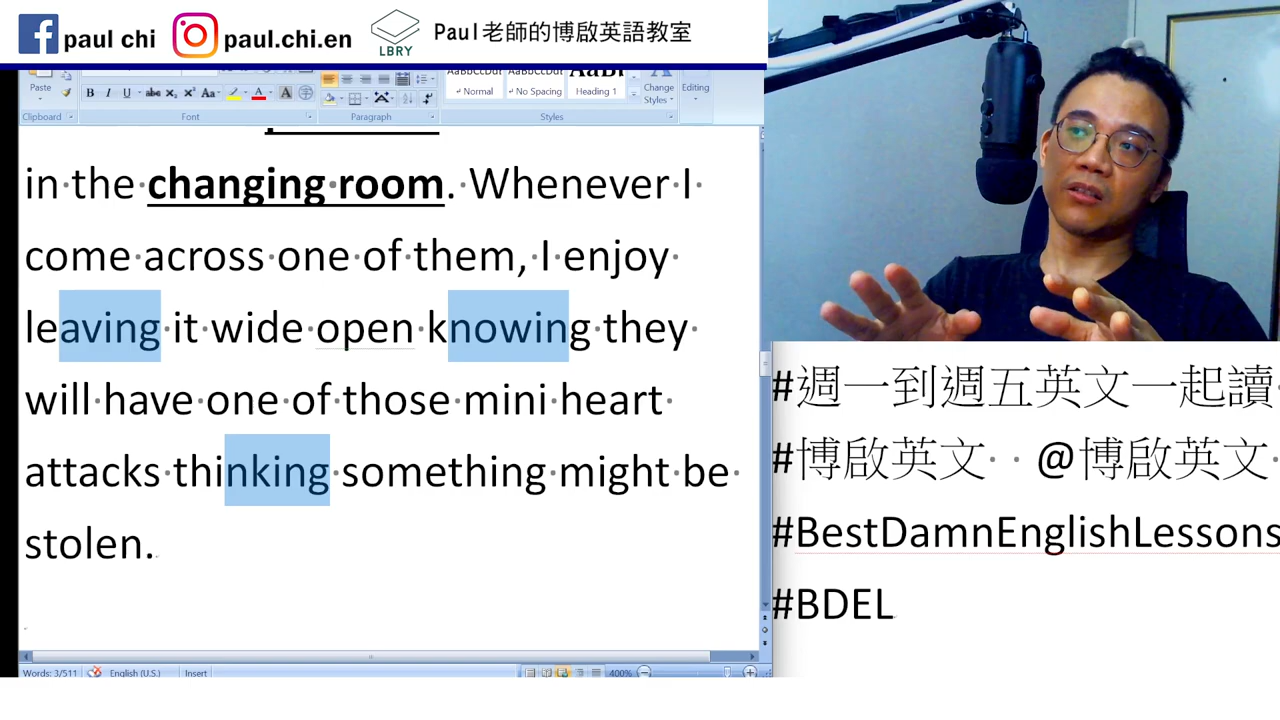 paul chi
paul.chi.en
LBRY
Paul老師的博啟英語教室
Paste
Clipboard
Font
Paragraph
Normal
No Spacing
Heading 1
Change Styles
Editing
Styles
in the changing room. Whenever I
come across one of them, I enjoy
leaving it wide open knowing they
will have one of those mini heart
attacks thinking something might be
stolen.
Words: 3/511
English (U.S.)
Insert
400%
#週一到週五英文一起讀
#博啟英文 @博啟英文
#BestDamnEnglishLessons
#BDEL